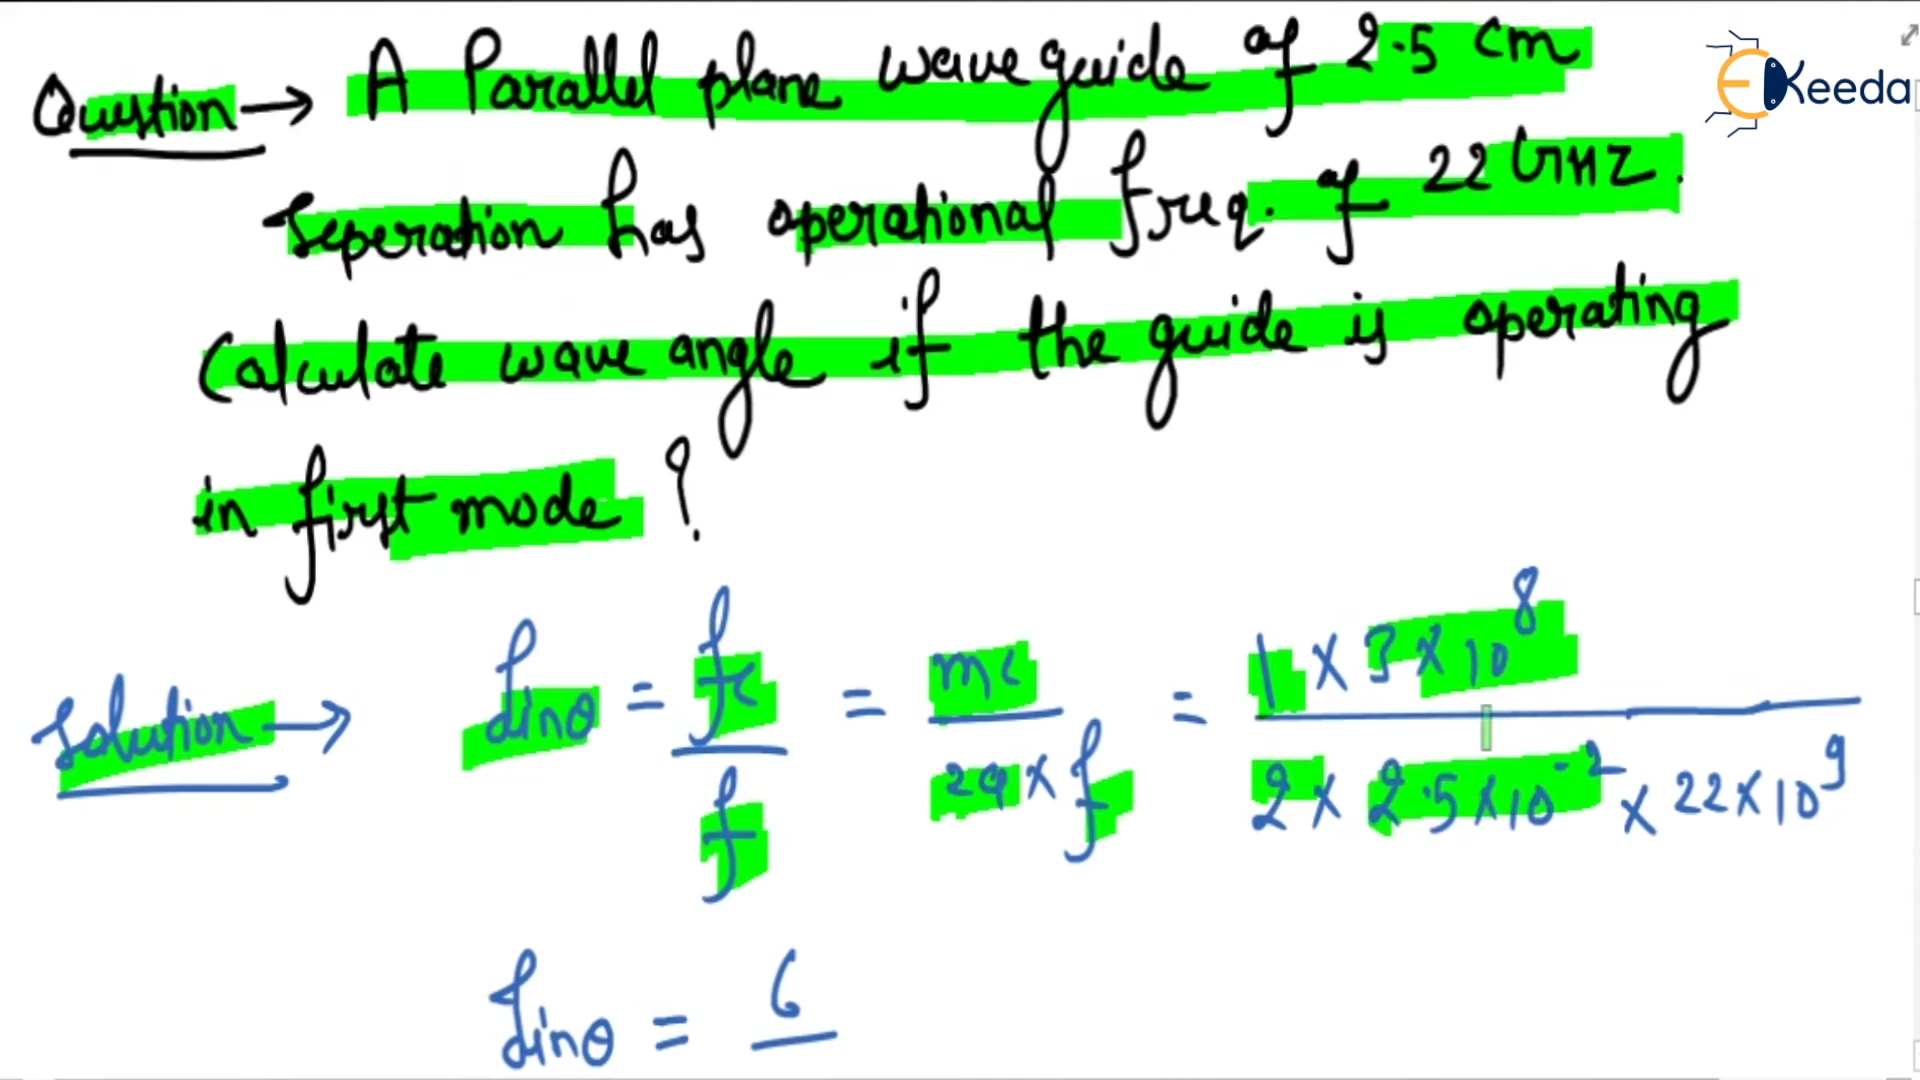 Question → A Parallel plane waveguide of 2.5 cm
EKeeda
Seperation has operational freq. of 22 GHZ.
Calculate wave angle if the guide is operating
in first mode ?
Solution → Sinθ = fc / f = mc / 2a × f = 1 × 3 × 10^8 / 2 × 2.5 × 10^-2 × 22 × 10^9
Sinθ = 6